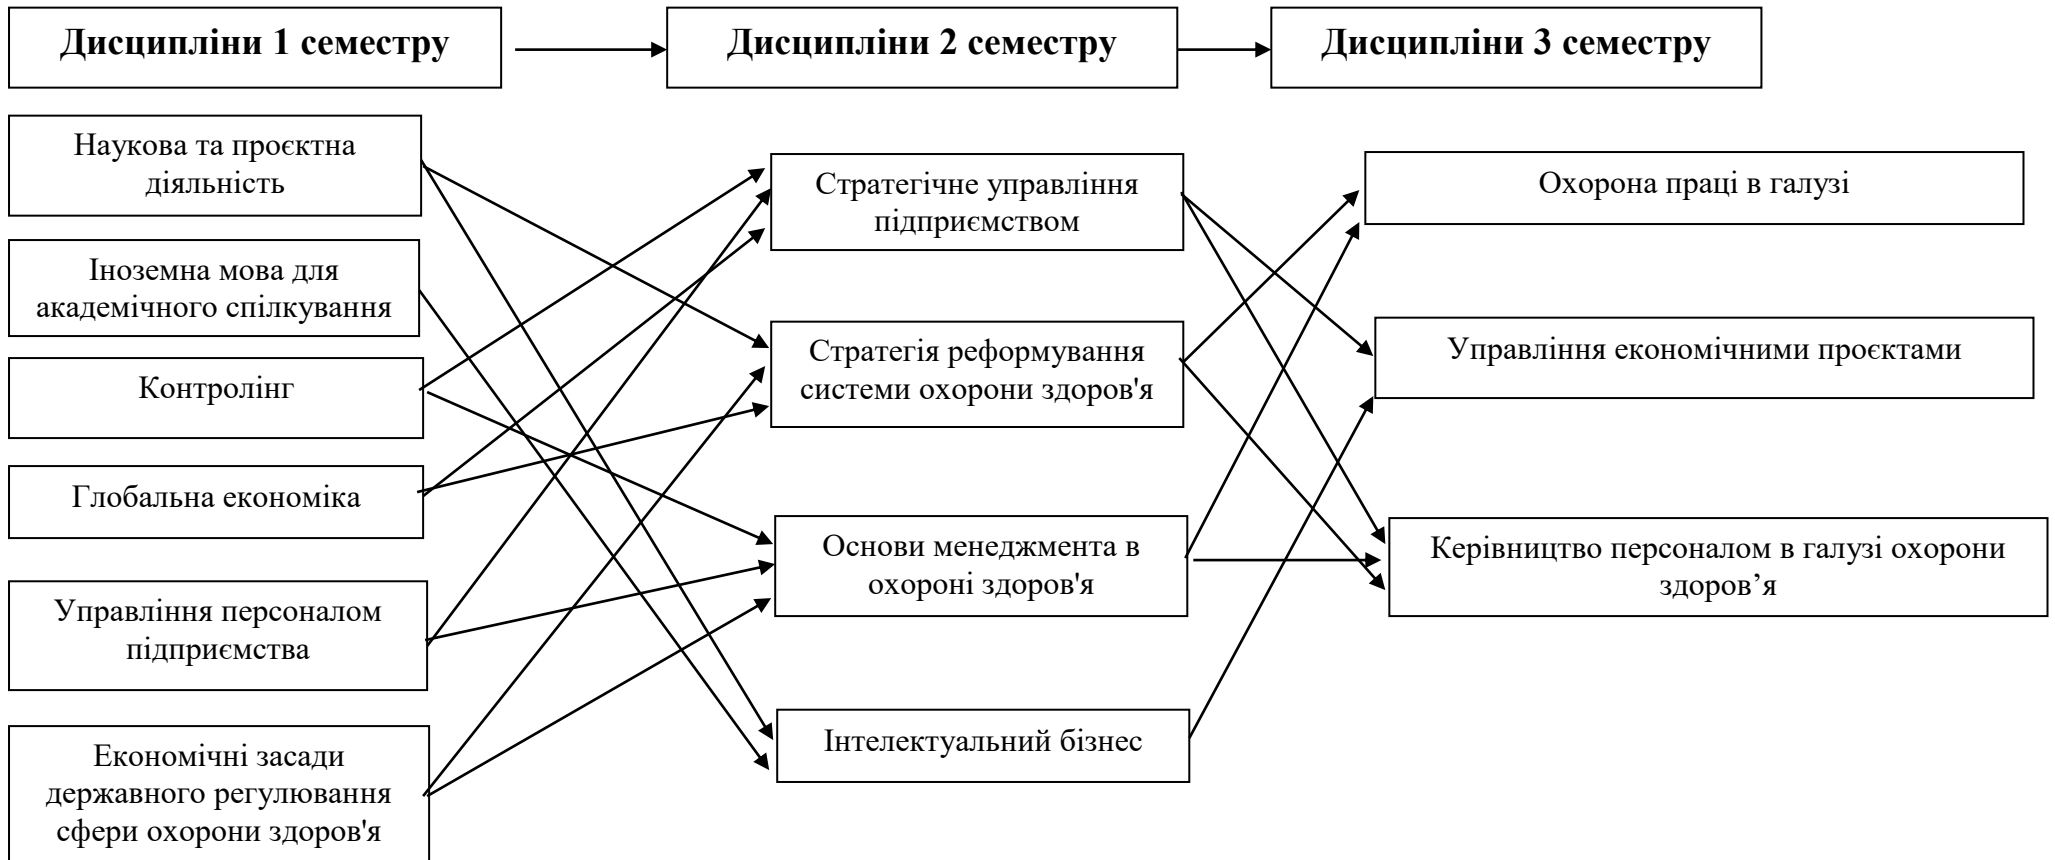 Дисципліни 1 семестру
Дисципліни 2 семестру
Дисципліни 3 семестру
Наукова та проєктна
діяльність
Іноземна мова для
академічного спілкування
Контролінг
Глобальна економіка
Управління персоналом
підприємства
Економічні засади
державного регулювання
сфери охорони здоров'я
Стратегічне управління
підприємством
Стратегія реформування
системи охорони здоров'я
Основи менеджмента в
охороні здоров'я
Інтелектуальний бізнес
Охорона праці в галузі
Управління економічними проєктами
Керівництво персоналом в галузі охорони
здоров’я